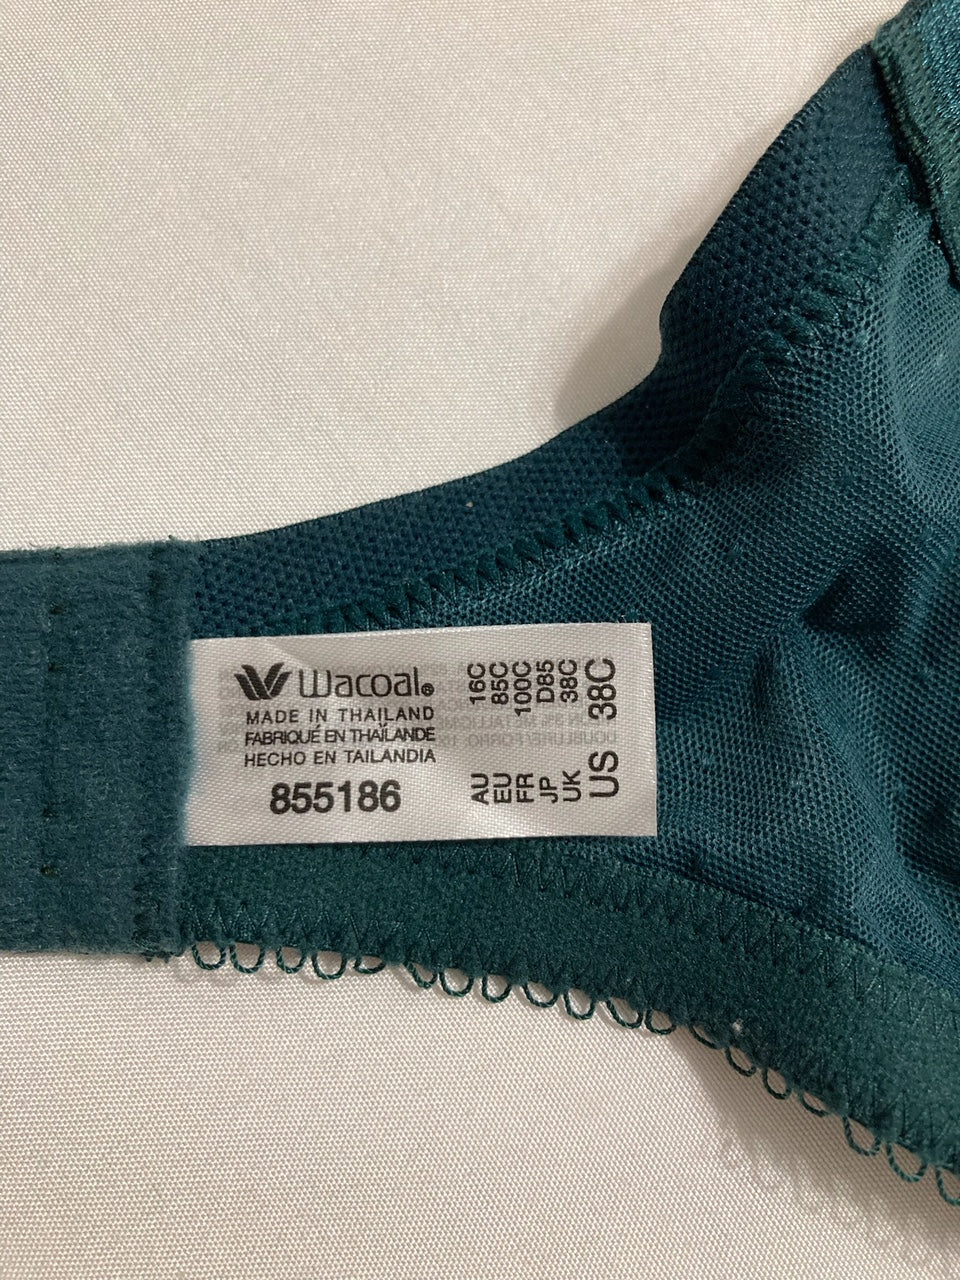 Wacoal®
MADE IN THAILAND
FABRIQUÉ EN THAÏLANDE
HECHO EN TAILANDIA
855186
AU 16C
EU 85C
FR 100C
JP D85
UK 38C
US 38C